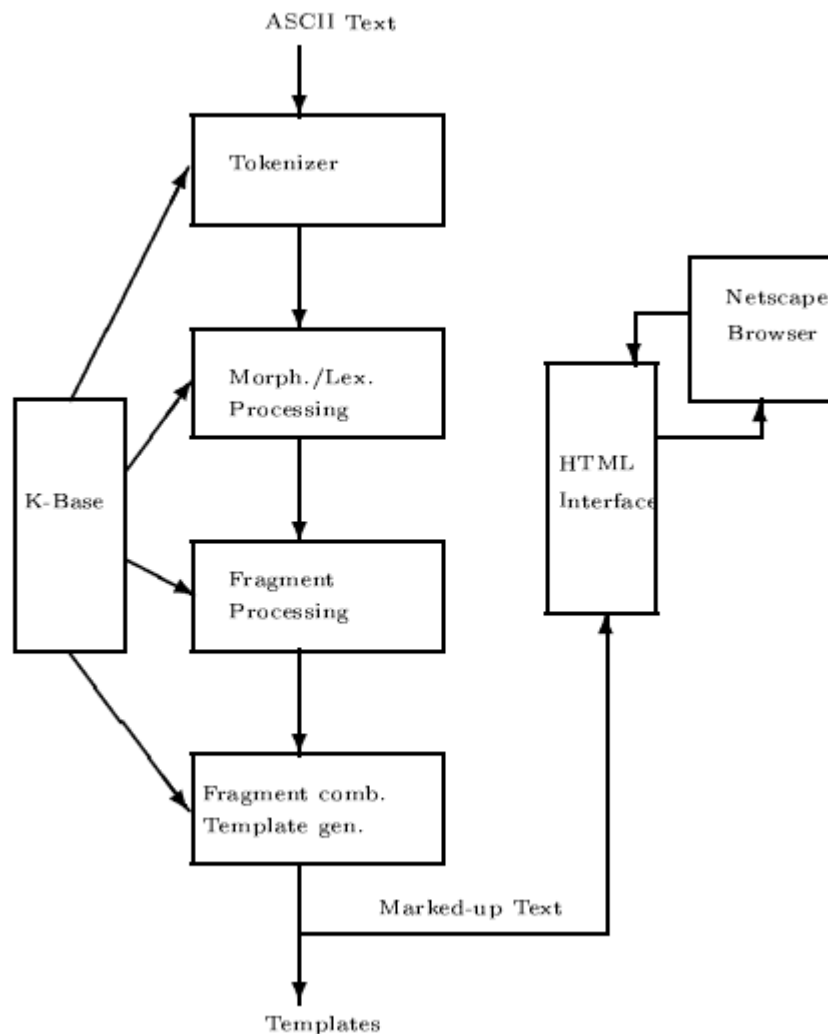 ASCII Text
Tokenizer
Morph./Lex.
Processing
K-Base
Fragment
Processing
Fragment comb.
Template gen.
Marked-up Text
Templates
Netscape
Browser
HTML
Interface